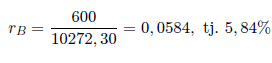 r_B = 600 / 10272,30 = 0,0584, tj. 5,84%